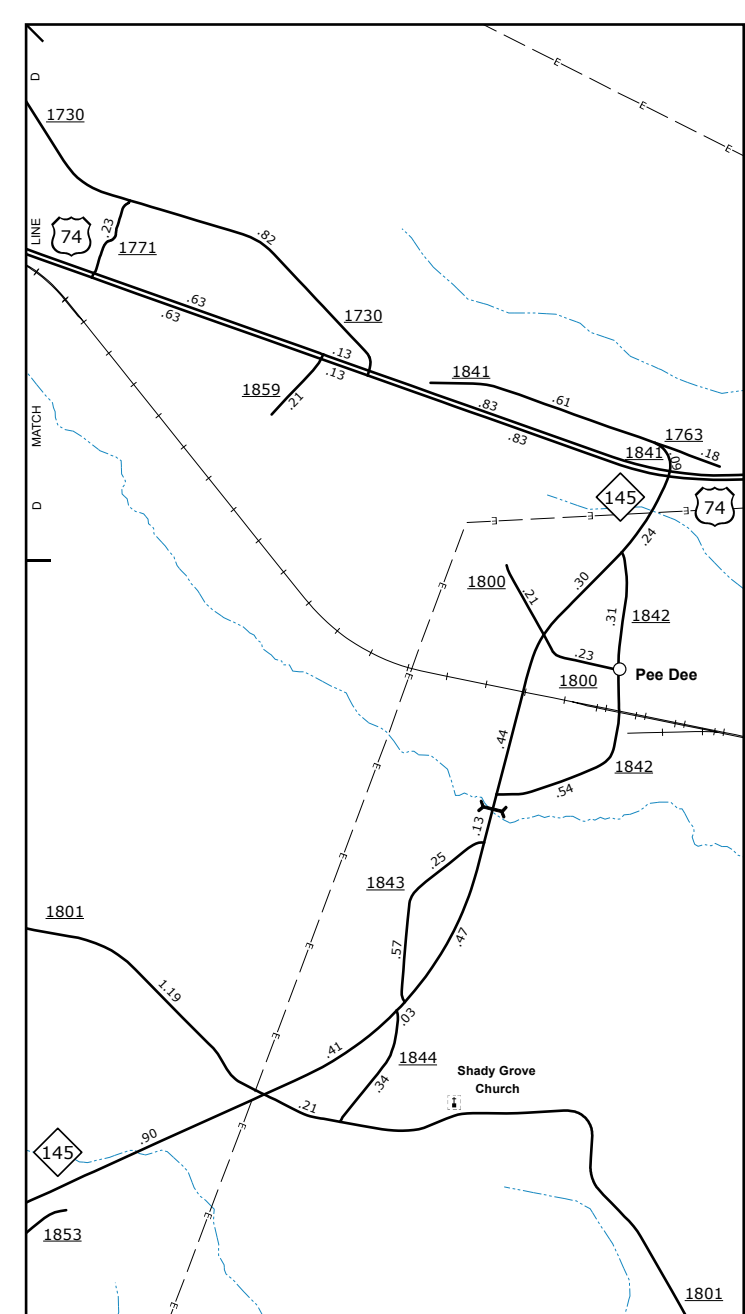 D
1730
LINE
74
.23
1771
.82
.63
.63
1730
.13
.13
1841
1859
.21
.61
.83
.83
1763
1841
.18
.09
MATCH
D
145
74
E
E
E
E
E
E
.24
1800
.21
.30
E
.31
1842
.23
1800
Pee Dee
E
.44
1842
E
.54
.13
E
.25
1843
1801
.47
.57
E
1.19
.03
.41
E
1844
Shady Grove
Church
.34
.21
.90
E
145
E
1853
1801
E